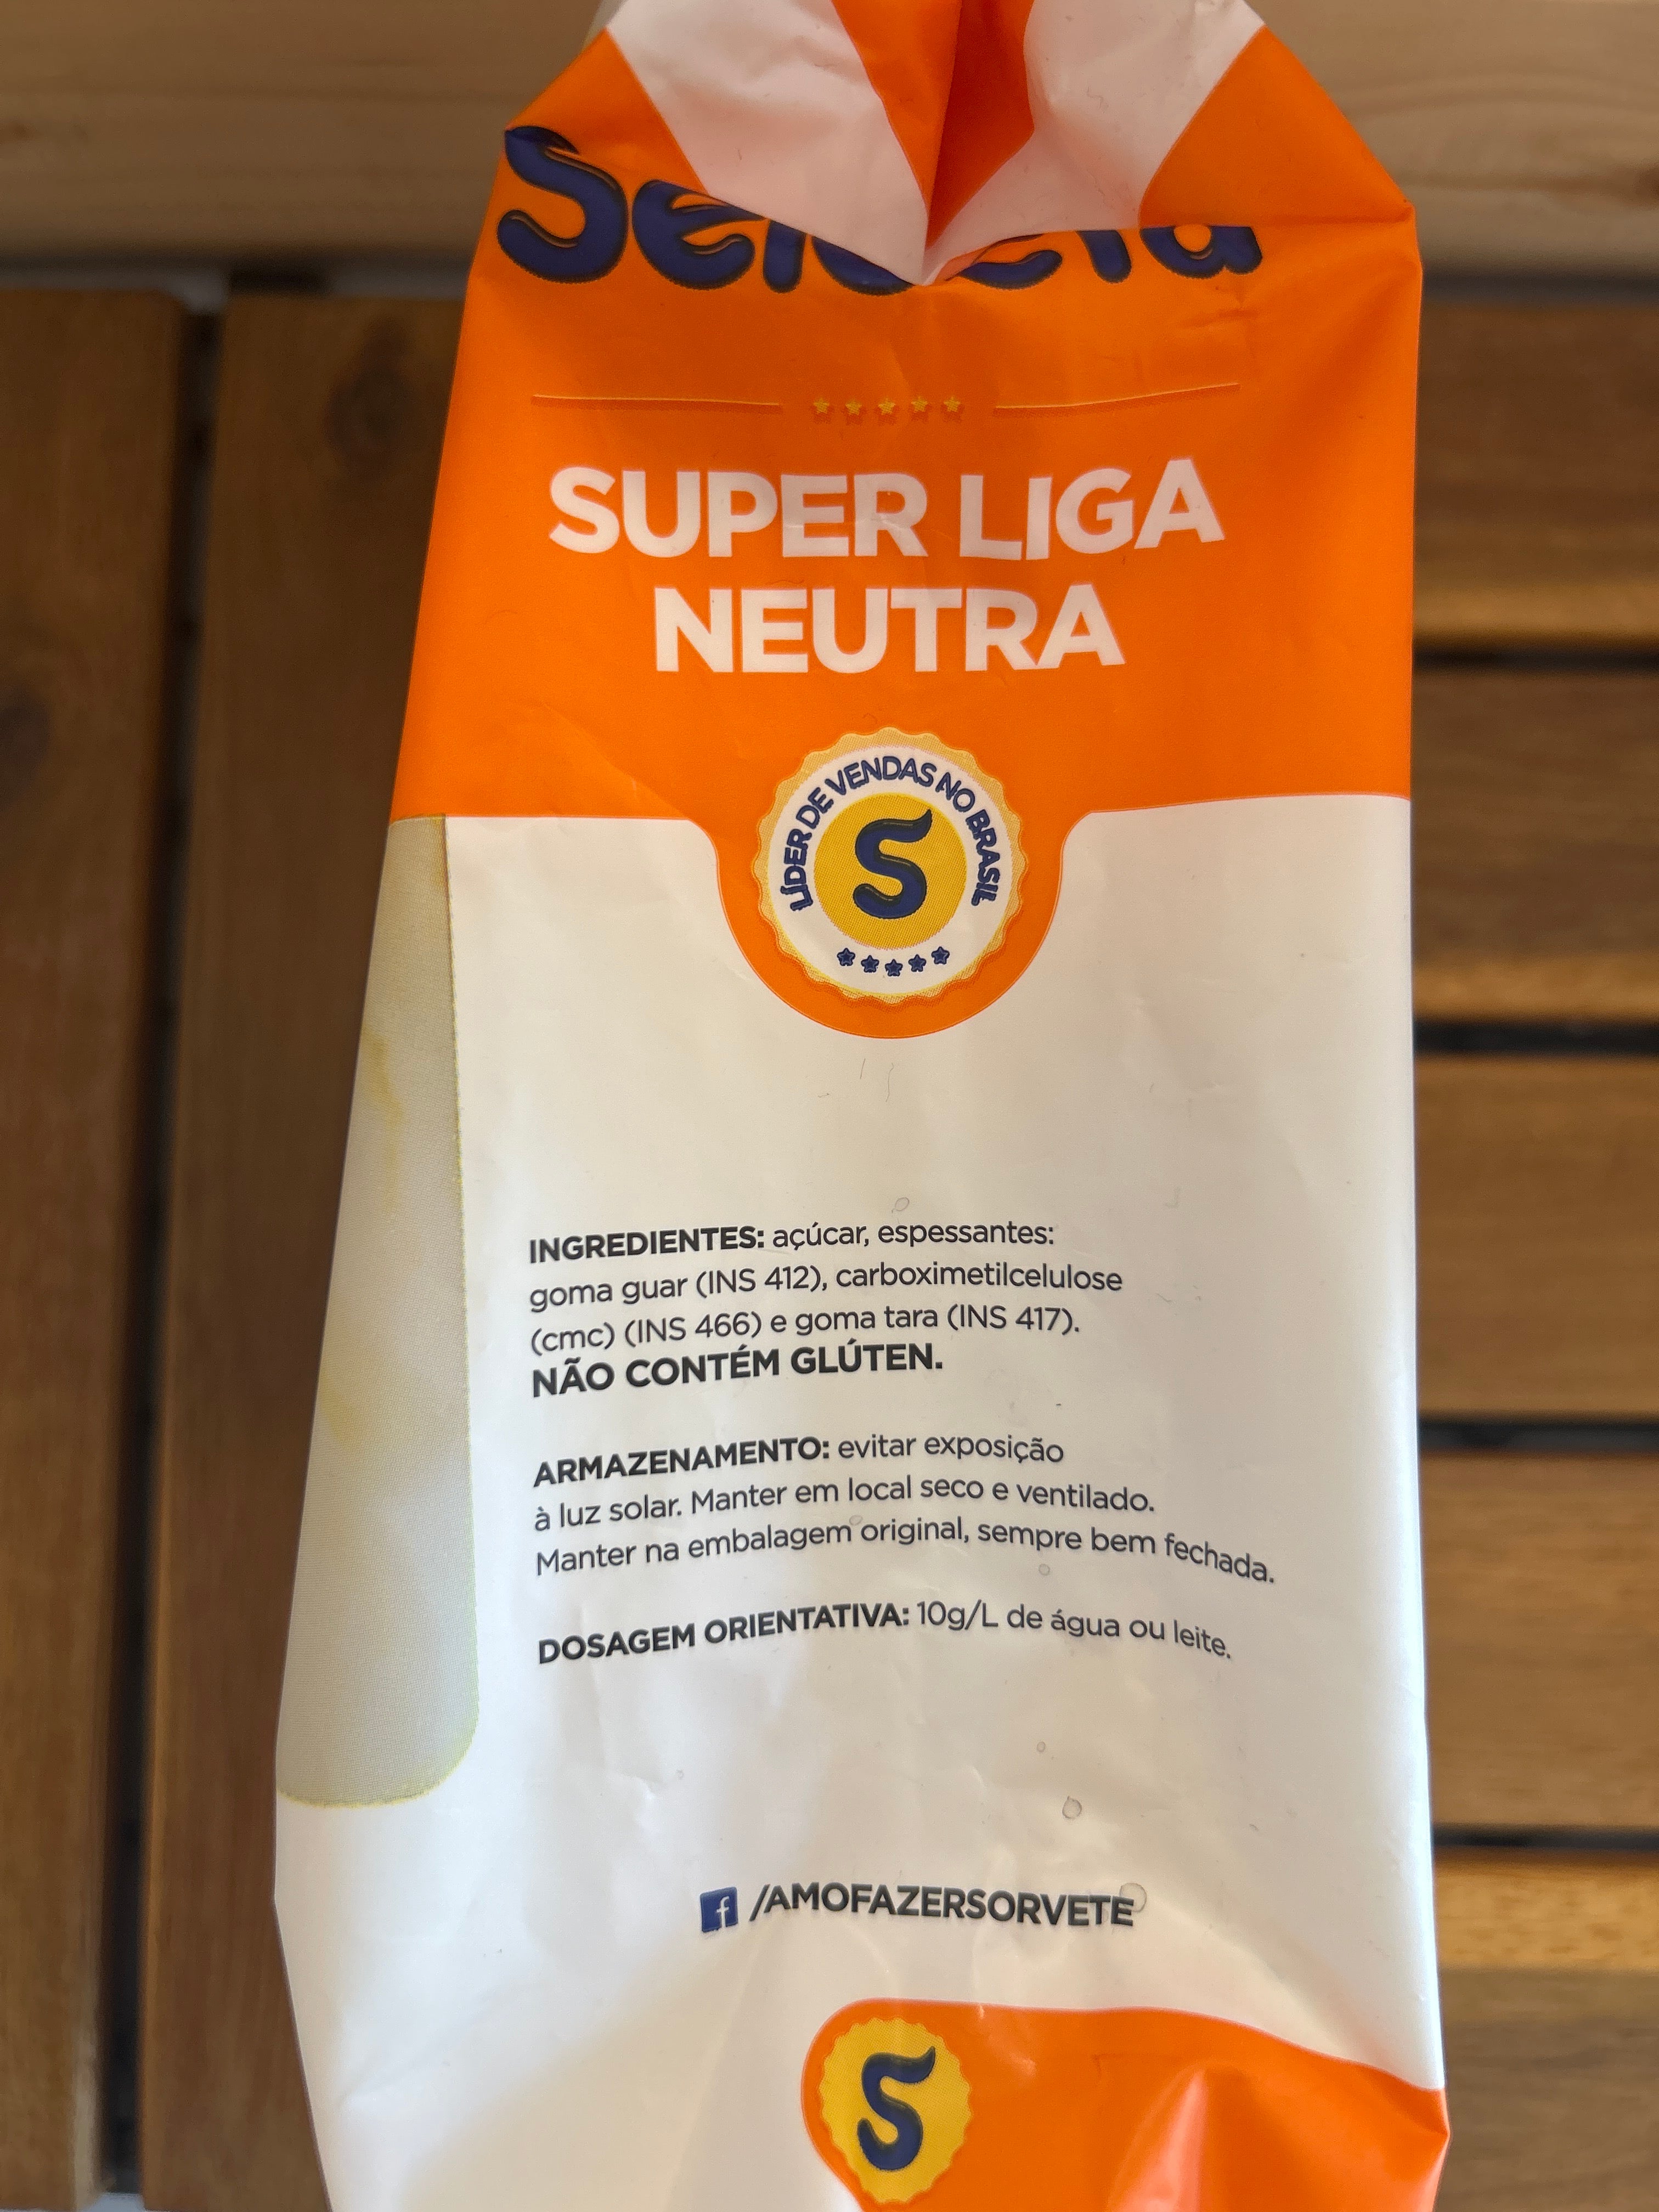 Selecta
SUPER LIGA
NEUTRA
LÍDER DE VENDAS NO BRASIL
S
INGREDIENTES: açúcar, espessantes:
goma guar (INS 412), carboximetilcelulose
(cmc) (INS 466) e goma tara (INS 417).
NÃO CONTÉM GLÚTEN.
ARMAZENAMENTO: evitar exposição
à luz solar. Manter em local seco e ventilado.
Manter na embalagem original, sempre bem fechada.
DOSAGEM ORIENTATIVA: 10g/L de água ou leite.
f /AMOFAZERSORVETE
S